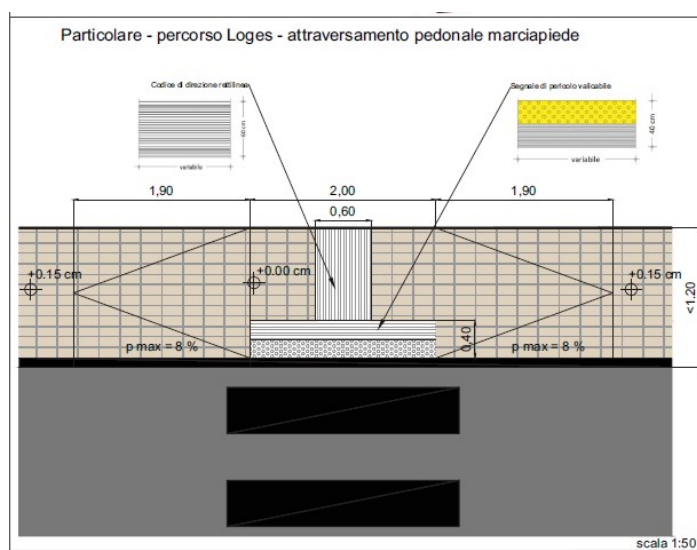 Particolare - percorso Loges - attraversamento pedonale marciapiede
Codice di direzione rettilinea
Segnale di pericolo valicabile
60 cm
variabile
40 cm
variabile
1,90
2,00
1,90
0,60
+0.15 cm
+0.00 cm
+0.15 cm
<1.20
0,40
p max = 8 %
p max = 8 %
scala 1:50